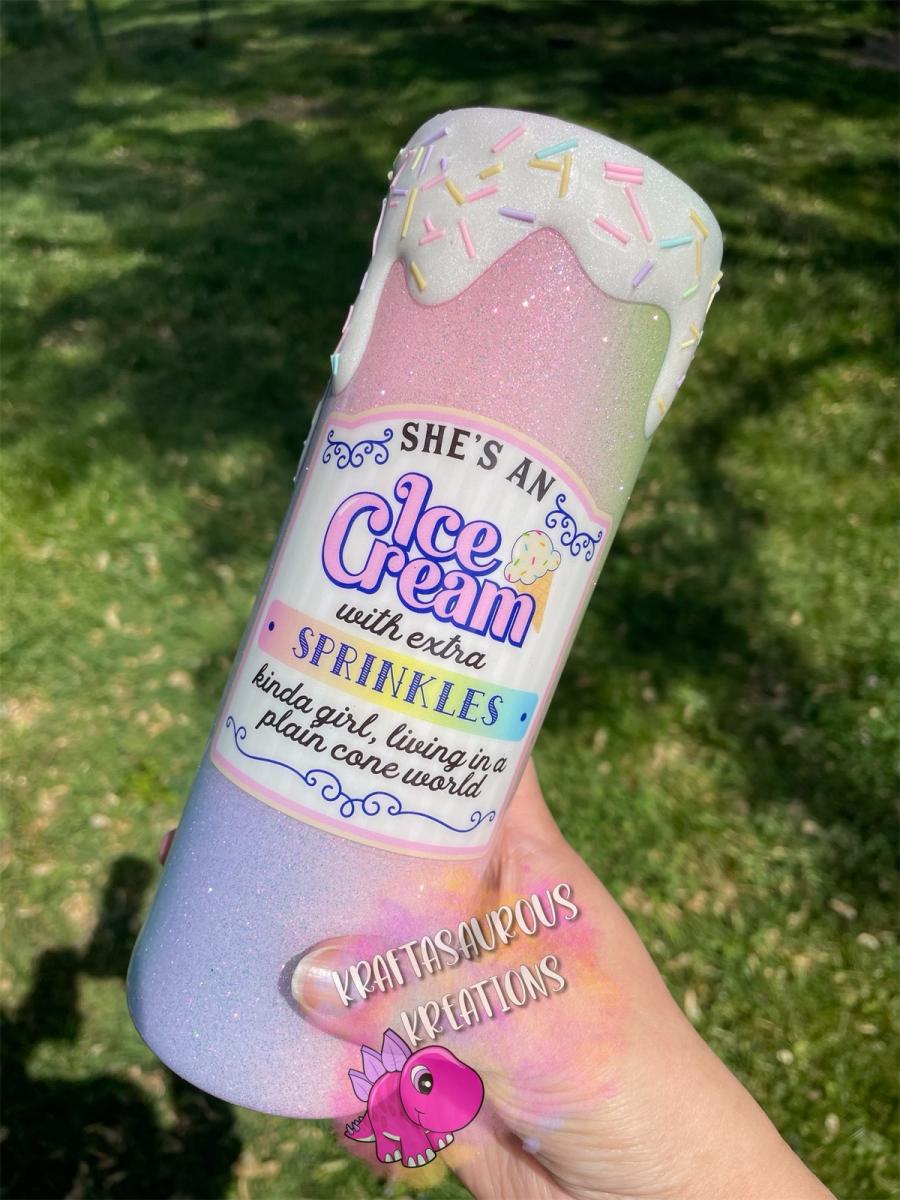 SHE'S AN
Ice
Cream
with extra
SPRINKLES
kinda girl, living in a
plain cone world
KRAFTASAUROUS
KREATIONS